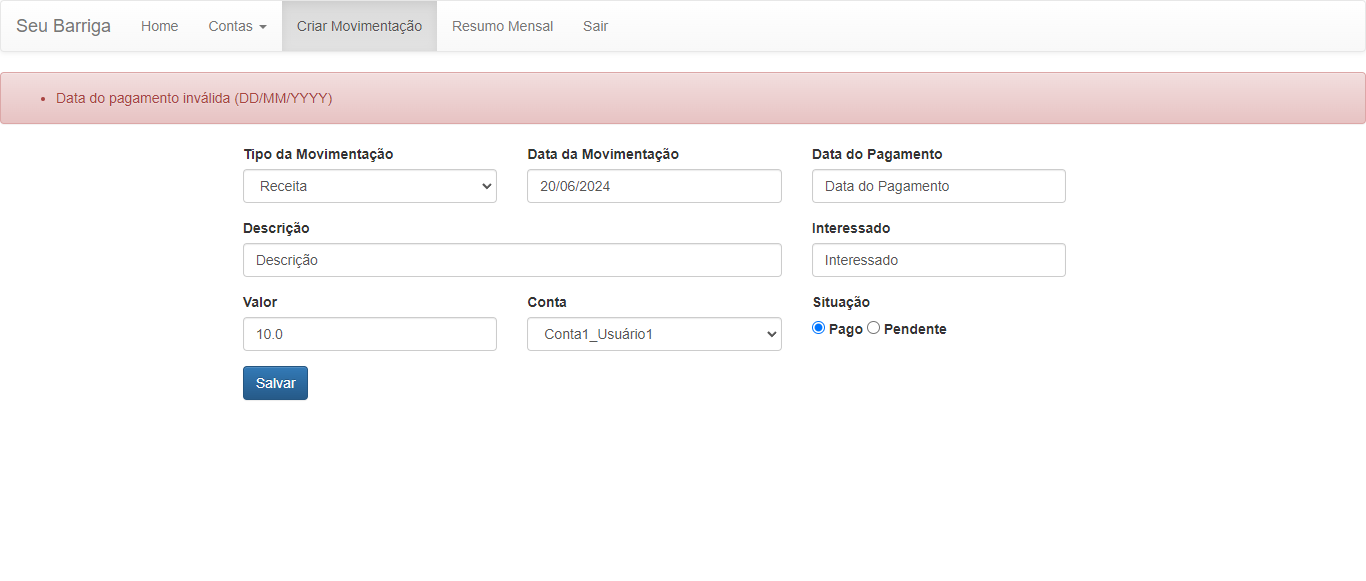 Seu Barriga Home Contas Criar Movimentação Resumo Mensal Sair
Data do pagamento inválida (DD/MM/YYYY)
Tipo da Movimentação Data da Movimentação Data do Pagamento
Receita 20/06/2024 Data do Pagamento
Descrição Interessado
Descrição Interessado
Valor Conta Situação
10.0 Conta1_Usuário1 Pago Pendente
Salvar